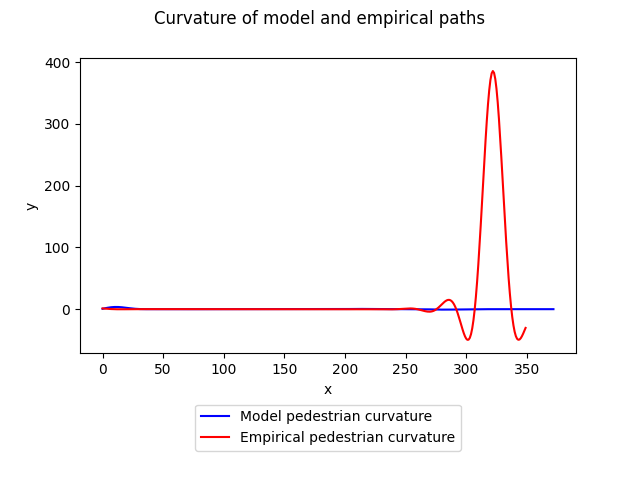 Curvature of model and empirical paths
400
300
200
100
0
y
0 50 100 150 200 250 300 350
x
Model pedestrian curvature
Empirical pedestrian curvature